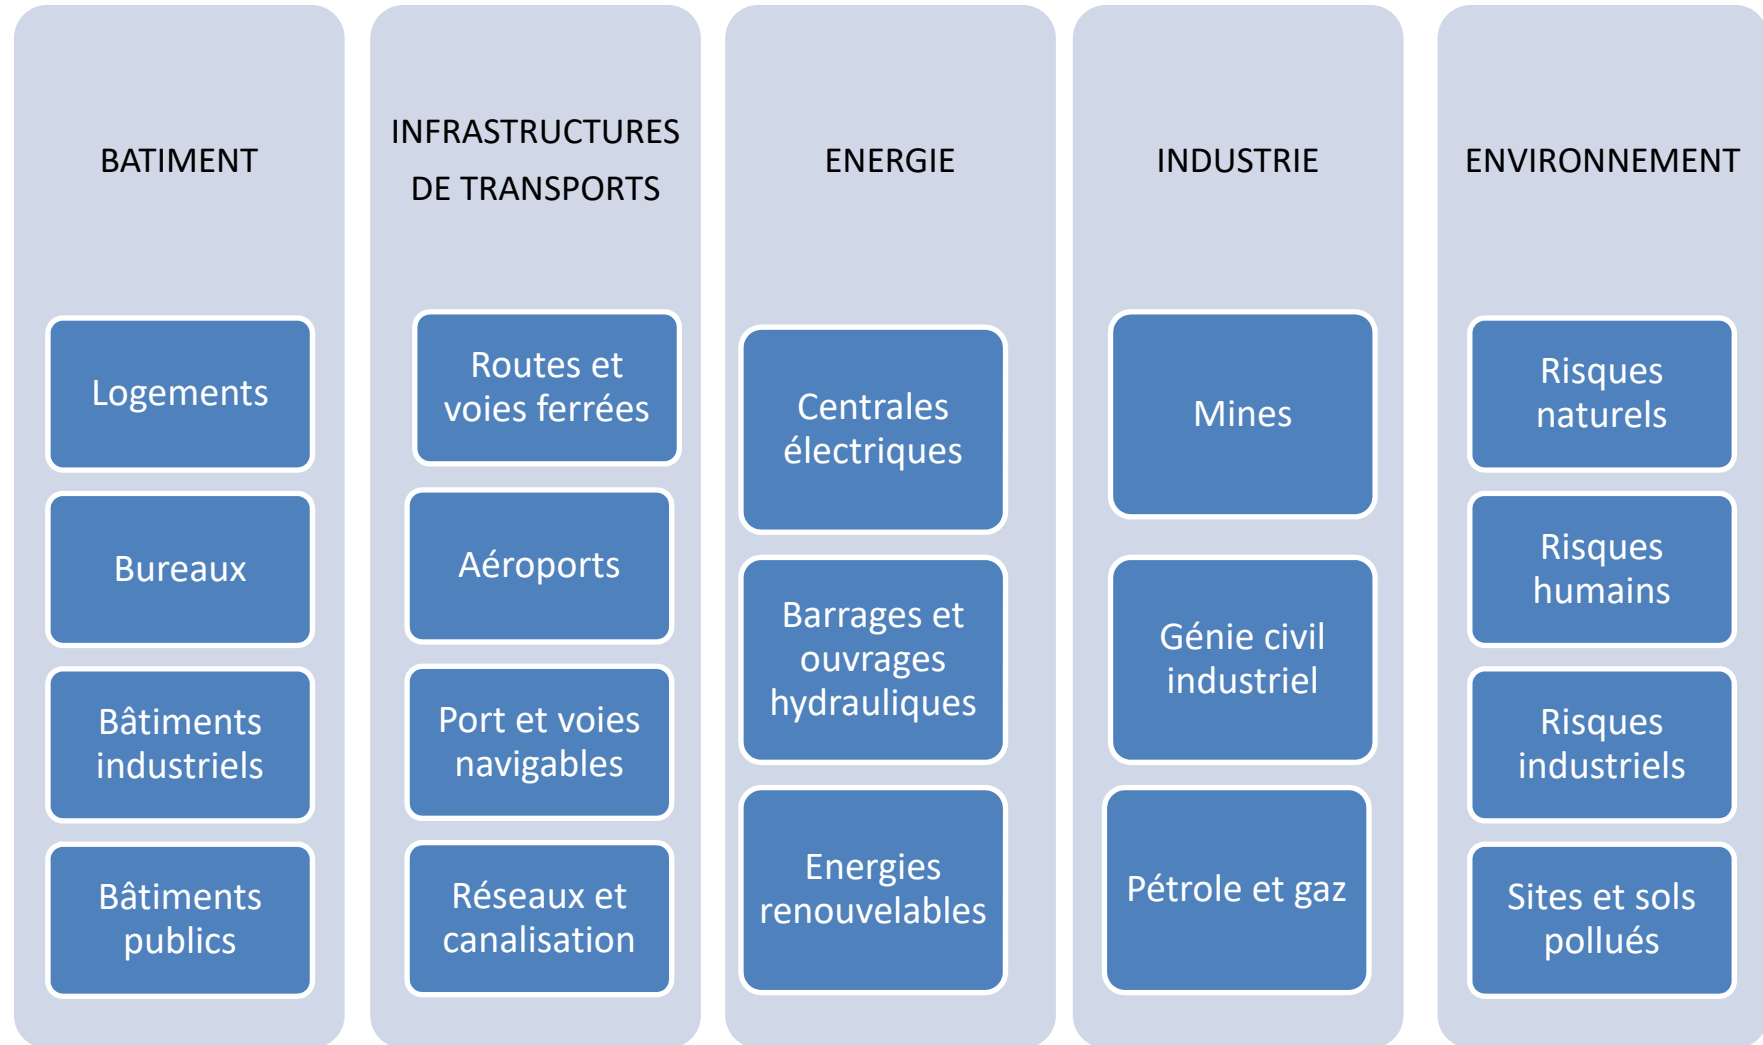 BATIMENT
Logements
Bureaux
Bâtiments
industriels
Bâtiments
publics
INFRASTRUCTURES
DE TRANSPORTS
Routes et
voies ferrées
Aéroports
Port et voies
navigables
Réseaux et
canalisation
ENERGIE
Centrales
électriques
Barrages et
ouvrages
hydrauliques
Energies
renouvelables
INDUSTRIE
Mines
Génie civil
industriel
Pétrole et gaz
ENVIRONNEMENT
Risques
naturels
Risques
humains
Risques
industriels
Sites et sols
pollués